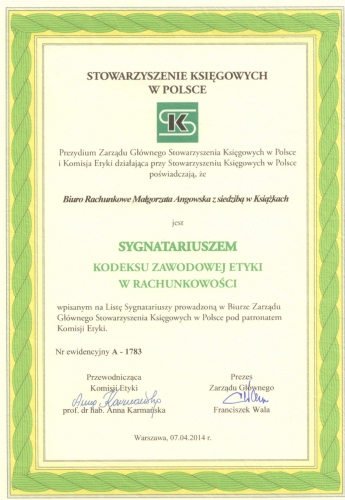 STOWARZYSZENIE KSIĘGOWYCH
W POLSCE
SK
Prezydium Zarządu Głównego Stowarzyszenia Księgowych w Polsce
i Komisja Etyki działająca przy Stowarzyszeniu Księgowych w Polsce
poświadczają, że
Biuro Rachunkowe Małgorzata Angowska z siedzibą w Książkach
jest
SYGNATARIUSZEM
KODEKSU ZAWODOWEJ ETYKI
W RACHUNKOWOŚCI
wpisanym na Listę Sygnatariuszy prowadzoną w Biurze Zarządu
Głównego Stowarzyszenia Księgowych w Polsce pod patronatem
Komisji Etyki.
Nr ewidencyjny A - 1783
Przewodnicząca
Komisji Etyki
Anna Karmańska
prof. dr hab. Anna Karmańska
Prezes
Zarządu Głównego
Franciszek Wala
Warszawa, 07.04.2014 r.